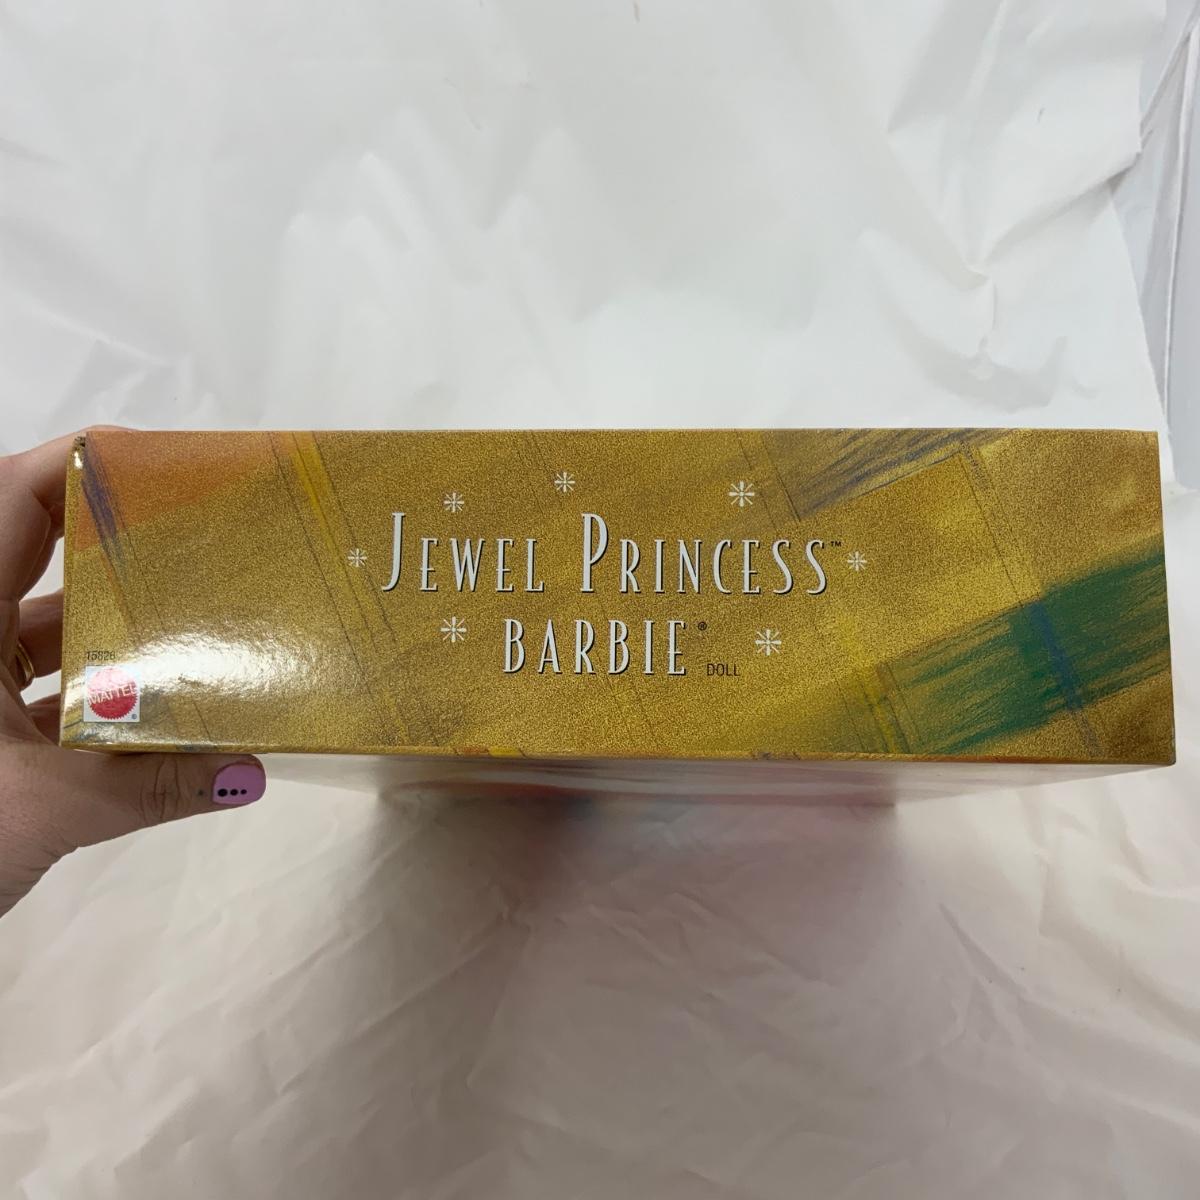 JEWEL PRINCESS™
BARBIE® DOLL
15826
MATTEL ®